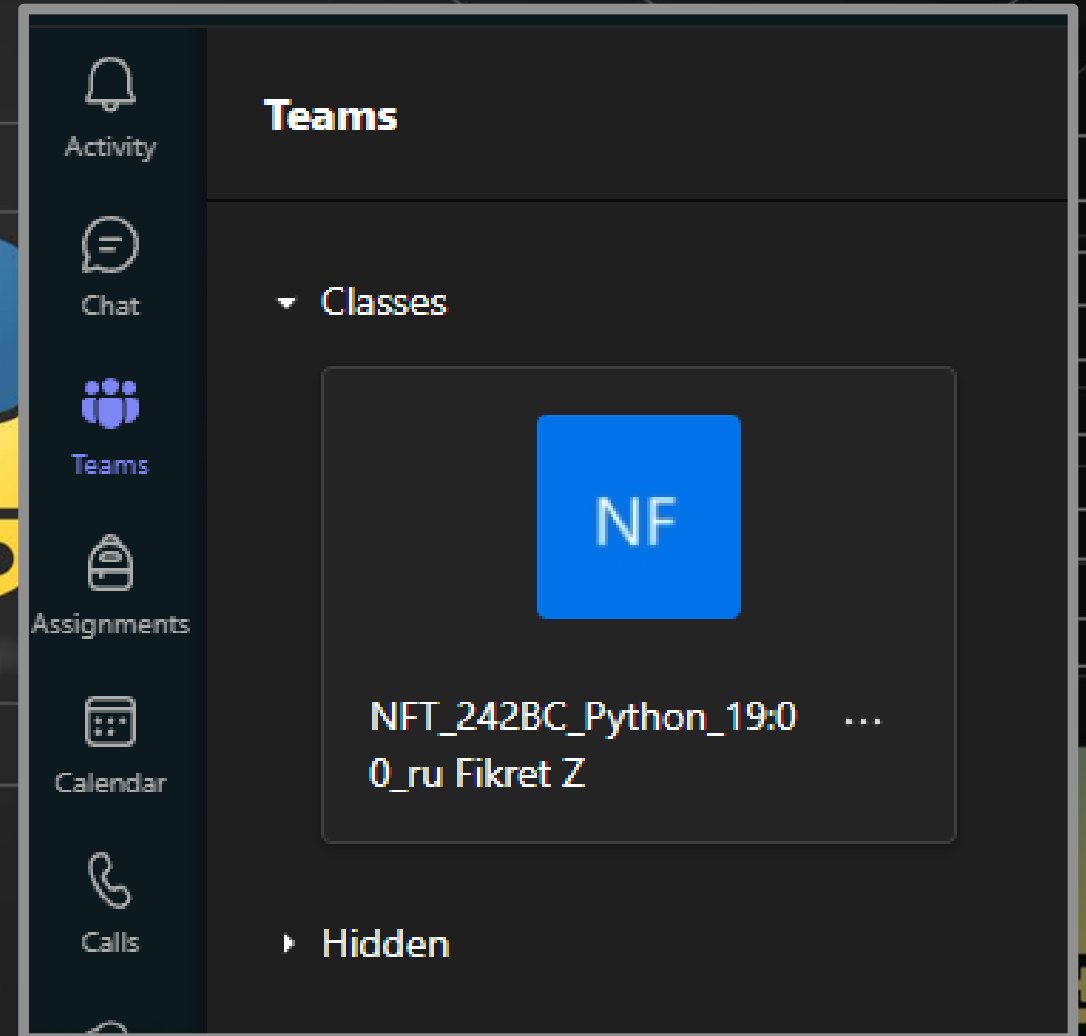 Activity
Chat
Teams
Assignments
Calendar
Calls
Teams
Classes
NF
NFT_242BC_Python_19:0
0_ru Fikret Z
...
Hidden